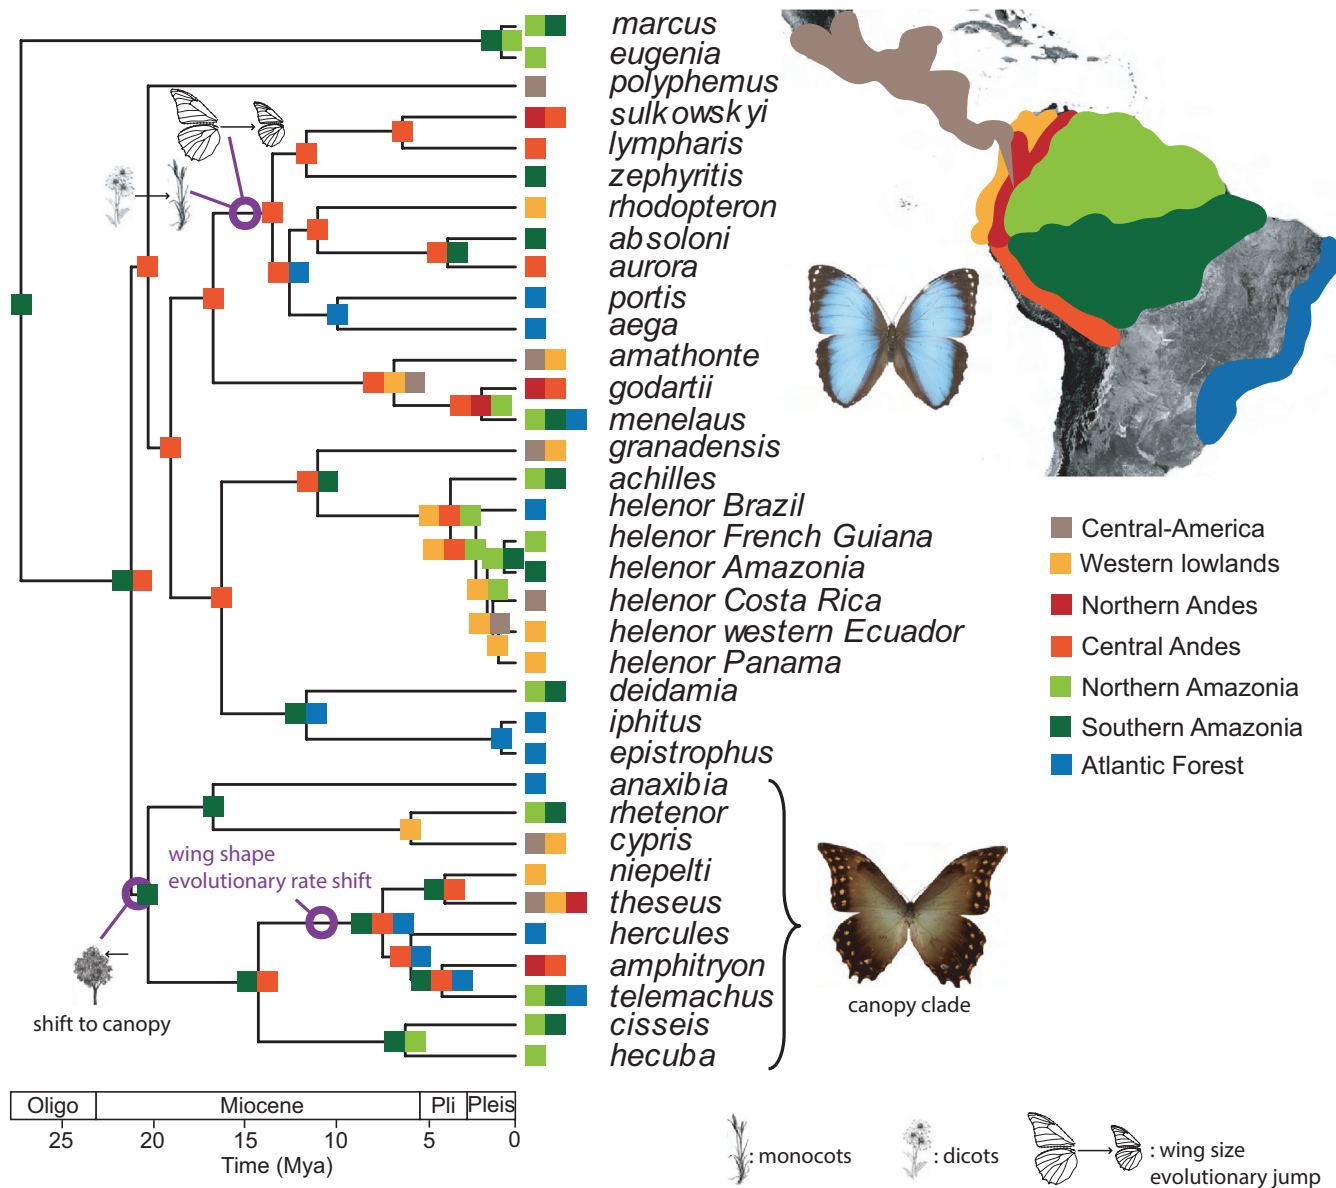 marcus
eugenia
polyphemus
sulkowskyi
lympharis
zephyritis
rhodopteron
absoloni
aurora
portis
aega
amathonte
godartii
menelaus
granadensis
achilles
helenor Brazil
helenor French Guiana
helenor Amazonia
helenor Costa Rica
helenor western Ecuador
helenor Panama
deidamia
iphitus
epistrophus
anaxibia
rhetenor
cypris
niepelti
theseus
hercules
amphitryon
telemachus
cisseis
hecuba
wing shape
evolutionary rate shift
shift to canopy
canopy clade
Central-America
Western lowlands
Northern Andes
Central Andes
Northern Amazonia
Southern Amazonia
Atlantic Forest
Oligo Miocene Pli Pleis
25 20 15 10 5 0
Time (Mya)
: monocots
: dicots
: wing size
evolutionary jump